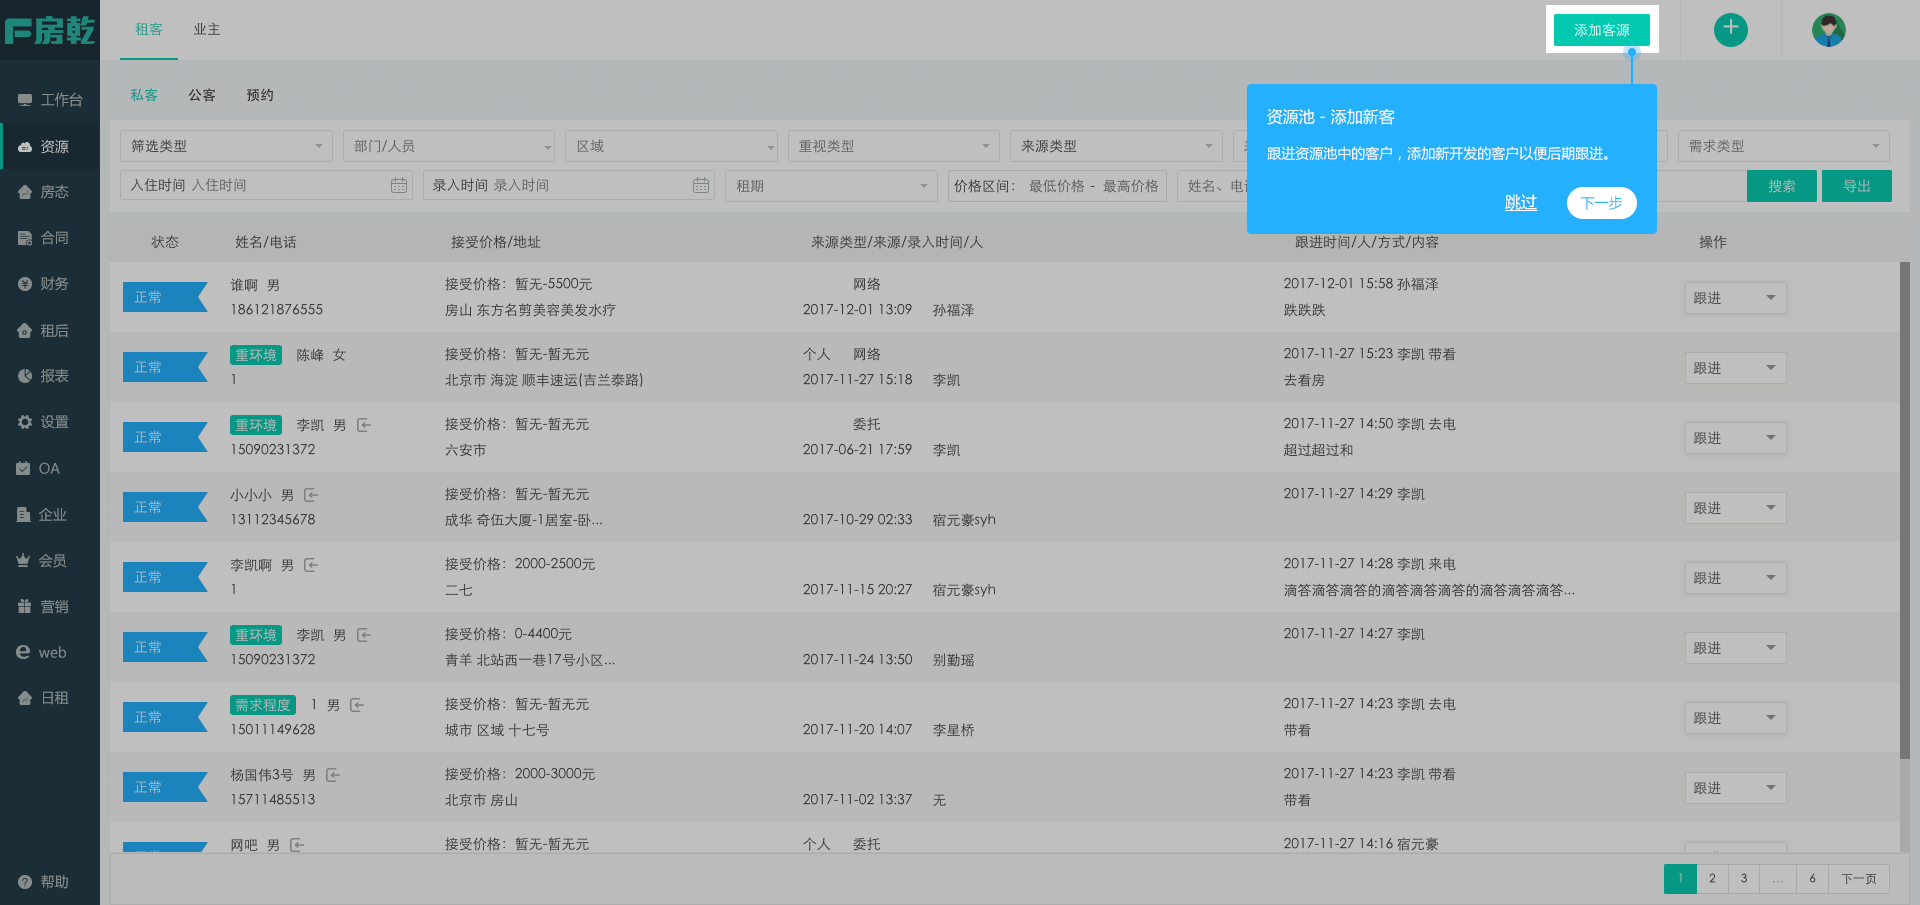 房乾
租客 业主
添加客源
工作台
资源
房态
合同
财务
租后
报表
设置
OA
企业
会员
营销
web
日租
帮助
私客 公客 预约
资源池 - 添加新客
跟进资源池中的客户，添加新开发的客户以便后期跟进。
跳过 下一步
筛选类型 部门/人员 区域 重视类型 来源类型 需求类型
入住时间 入住时间 录入时间 录入时间 租期 价格区间： 最低价格 - 最高价格 姓名、电 搜索 导出
状态 姓名/电话 接受价格/地址 来源类型/来源/录入时间/人 跟进时间/人/方式/内容 操作
正常 谁啊 男 接受价格：暂无-5500元 网络 2017-12-01 15:58 孙福泽 跟进
186121876555 房山 东方名剪美容美发水疗 2017-12-01 13:09 孙福泽 跌跌跌
正常 重环境 陈峰 女 接受价格：暂无-暂无元 个人 网络 2017-11-27 15:23 李凯 带看 跟进
1 北京市 海淀 顺丰速运(吉兰泰路) 2017-11-27 15:18 李凯 去看房
正常 重环境 李凯 男 接受价格：暂无-暂无元 委托 2017-11-27 14:50 李凯 去电 跟进
15090231372 六安市 2017-06-21 17:59 李凯 超过超过和
正常 小小小 男 接受价格：暂无-暂无元 2017-11-27 14:29 李凯 跟进
13112345678 成华 奇伍大厦-1居室-卧... 2017-10-29 02:33 宿元豪syh
正常 李凯啊 男 接受价格：2000-2500元 2017-11-27 14:28 李凯 来电 跟进
1 二七 2017-11-15 20:27 宿元豪syh 滴答滴答滴答的滴答滴答滴答的滴答滴答滴答...
正常 重环境 李凯 男 接受价格：0-4400元 2017-11-27 14:27 李凯 跟进
15090231372 青羊 北站西一巷17号小区... 2017-11-24 13:50 别勤瑶
正常 需求程度 1 男 接受价格：暂无-暂无元 2017-11-27 14:23 李凯 去电 跟进
15011149628 城市 区域 十七号 2017-11-20 14:07 李星桥 带看
正常 杨国伟3号 男 接受价格：2000-3000元 2017-11-27 14:23 李凯 带看 跟进
15711485513 北京市 房山 2017-11-02 13:37 无 带看
网吧 男 接受价格：暂无-暂无元 个人 委托 2017-11-27 14:16 宿元豪
1 2 3 ... 6 下一页